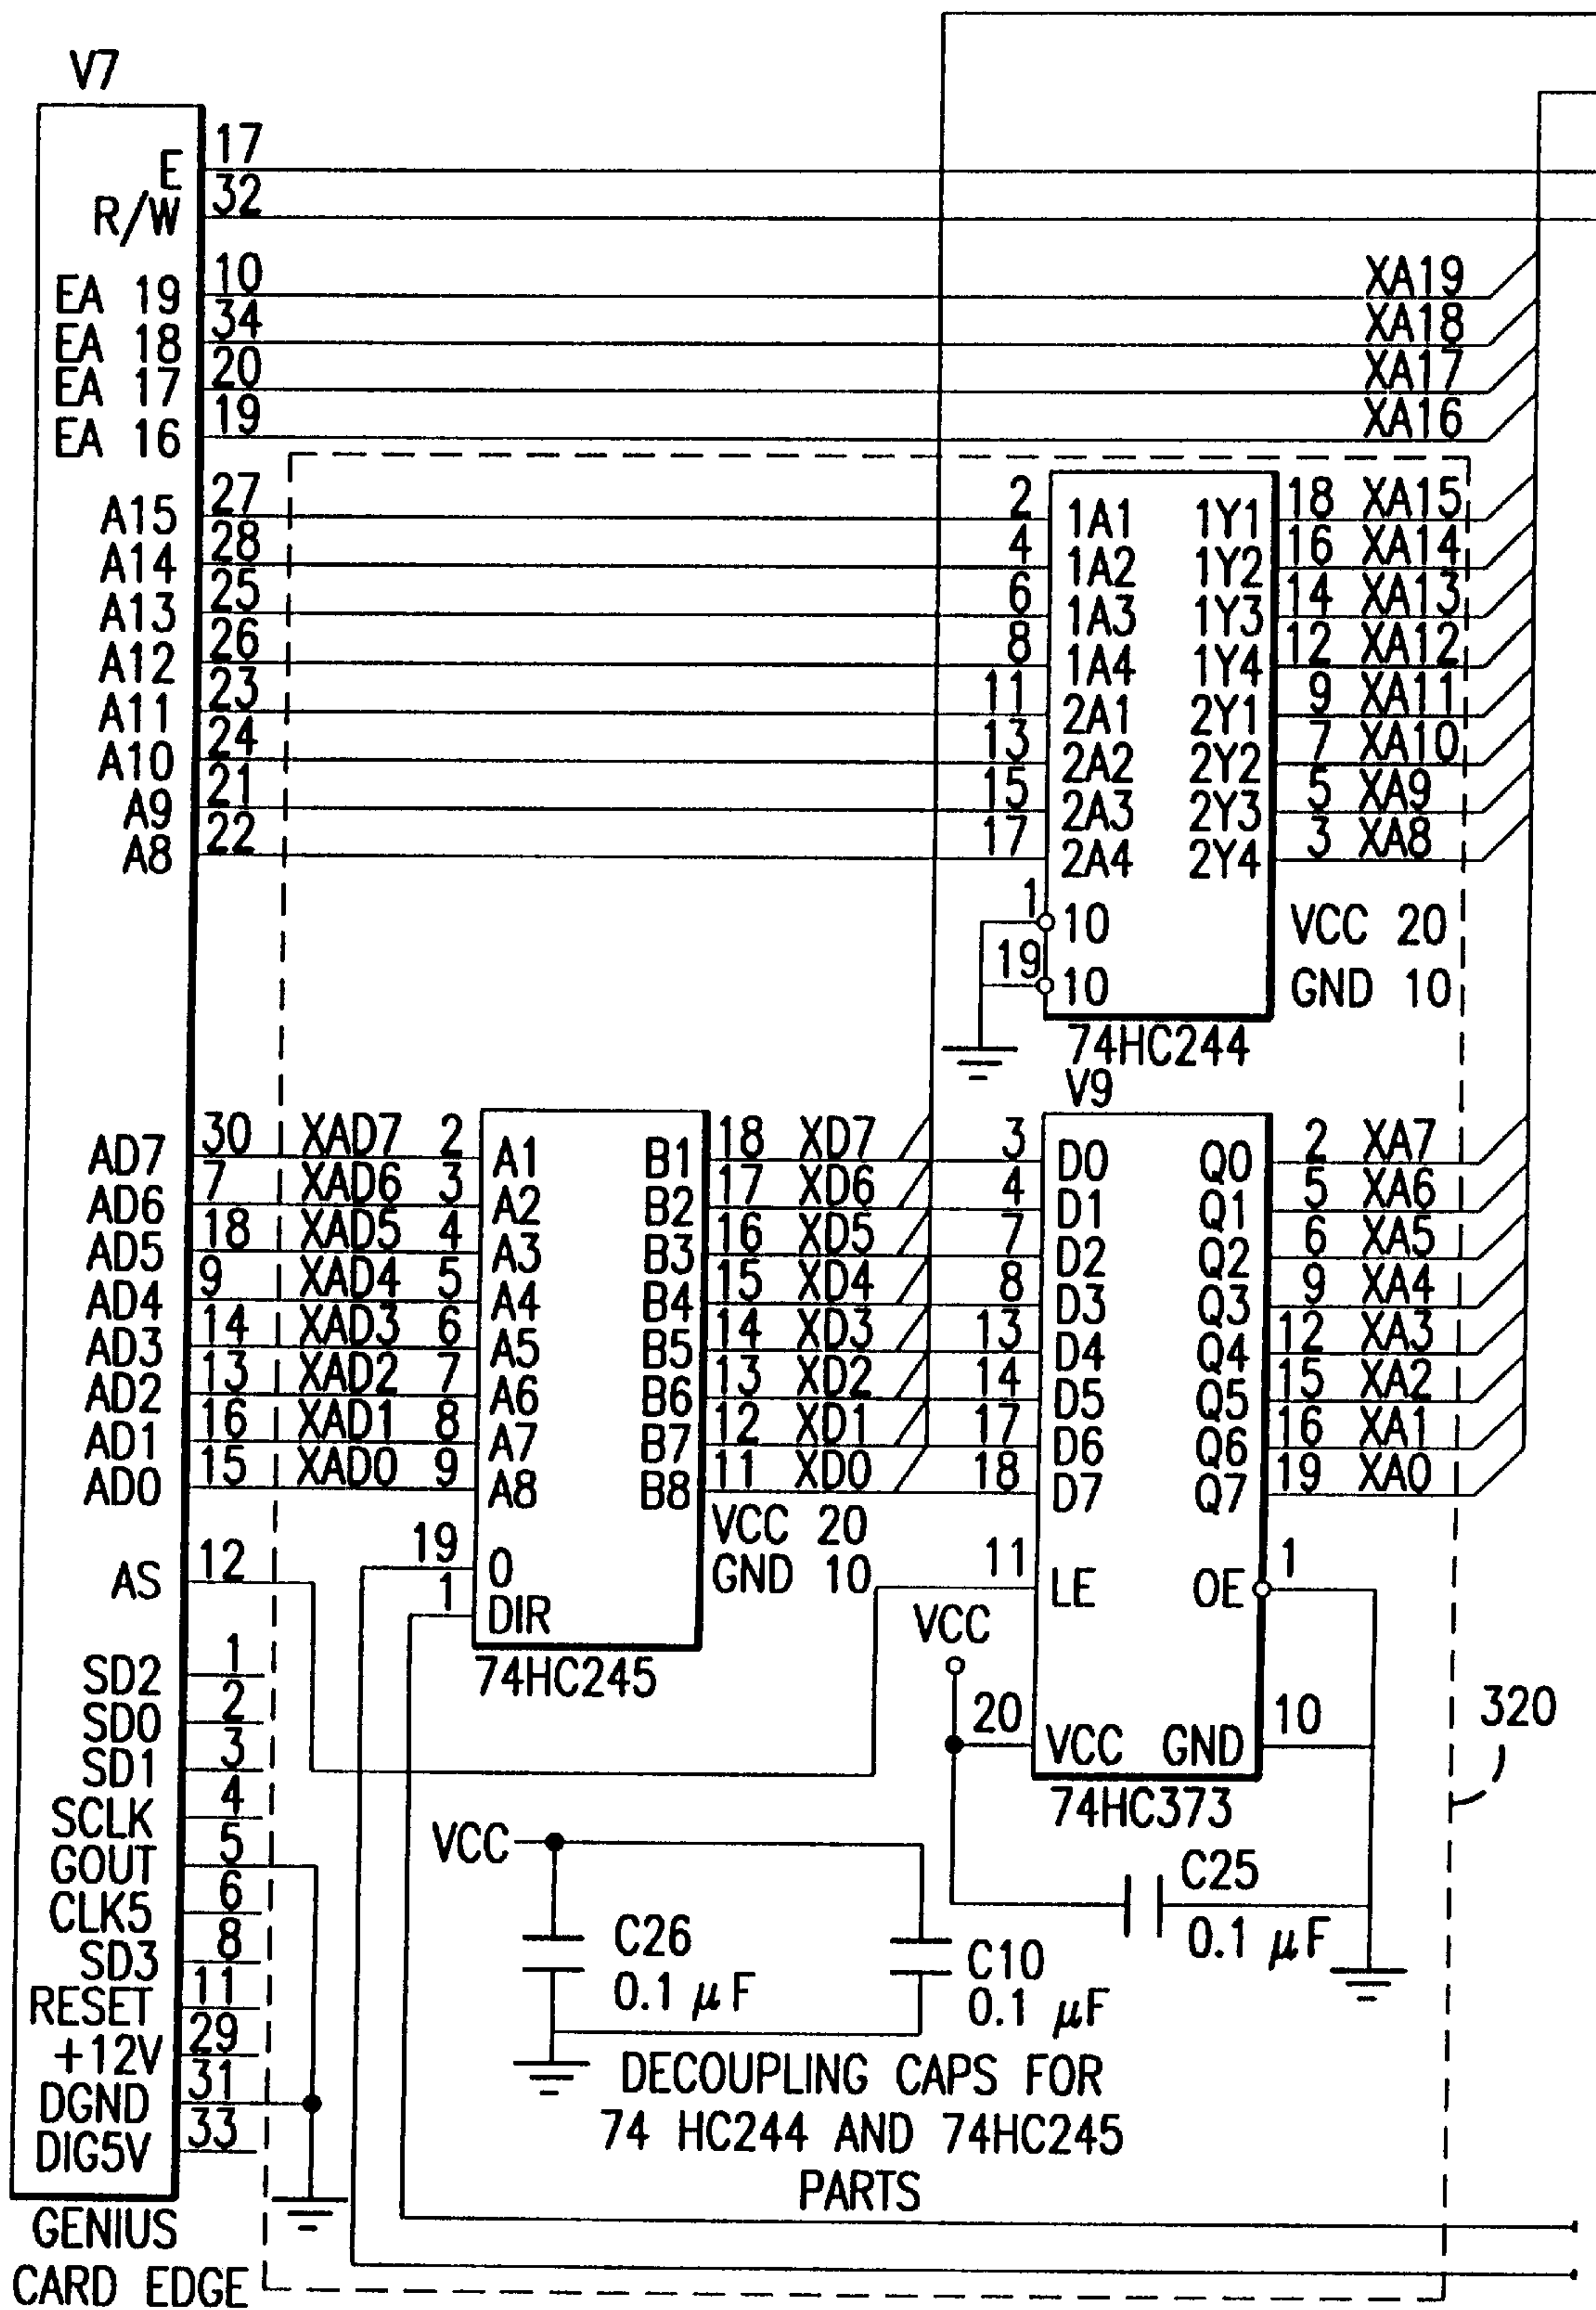 V7
E 17
R/W 32
EA 19 10 XA19
EA 18 34 XA18
EA 17 20 XA17
EA 16 19 XA16
A15 27 2 1A1 1Y1 18 XA15
A14 28 4 1A2 1Y2 16 XA14
A13 25 6 1A3 1Y3 14 XA13
A12 26 8 1A4 1Y4 12 XA12
A11 23 11 2A1 2Y1 9 XA11
A10 24 13 2A2 2Y2 7 XA10
A9 21 15 2A3 2Y3 5 XA9
A8 22 17 2A4 2Y4 3 XA8
1 10 VCC 20
19 10 GND 10
74HC244
V9
AD7 30 XAD7 2 A1 B1 18 XD7 3 D0 Q0 2 XA7
AD6 7 XAD6 3 A2 B2 17 XD6 4 D1 Q1 5 XA6
AD5 18 XAD5 4 A3 B3 16 XD5 7 D2 Q2 6 XA5
AD4 9 XAD4 5 A4 B4 15 XD4 8 D3 Q3 9 XA4
AD3 14 XAD3 6 A5 B5 14 XD3 13 D4 Q4 12 XA3
AD2 13 XAD2 7 A6 B6 13 XD2 14 D5 Q5 15 XA2
AD1 16 XAD1 8 A7 B7 12 XD1 17 D6 Q6 16 XA1
AD0 15 XAD0 9 A8 B8 11 XD0 18 D7 Q7 19 XA0
VCC 20
AS 12 19 0 GND 10 11 LE OE 1
1 DIR VCC
74HC245
SD2 1
SD0 2
SD1 3
20 VCC GND 10 320
74HC373
SCLK 4
GOUT 5 VCC C25
CLK5 6 C26 0.1 μF
SD3 8 C10
RESET 11 0.1 μF 0.1 μF
+12V 29
DGND 31 DECOUPLING CAPS FOR
DIG5V 33 74 HC244 AND 74HC245
PARTS
GENIUS
CARD EDGE